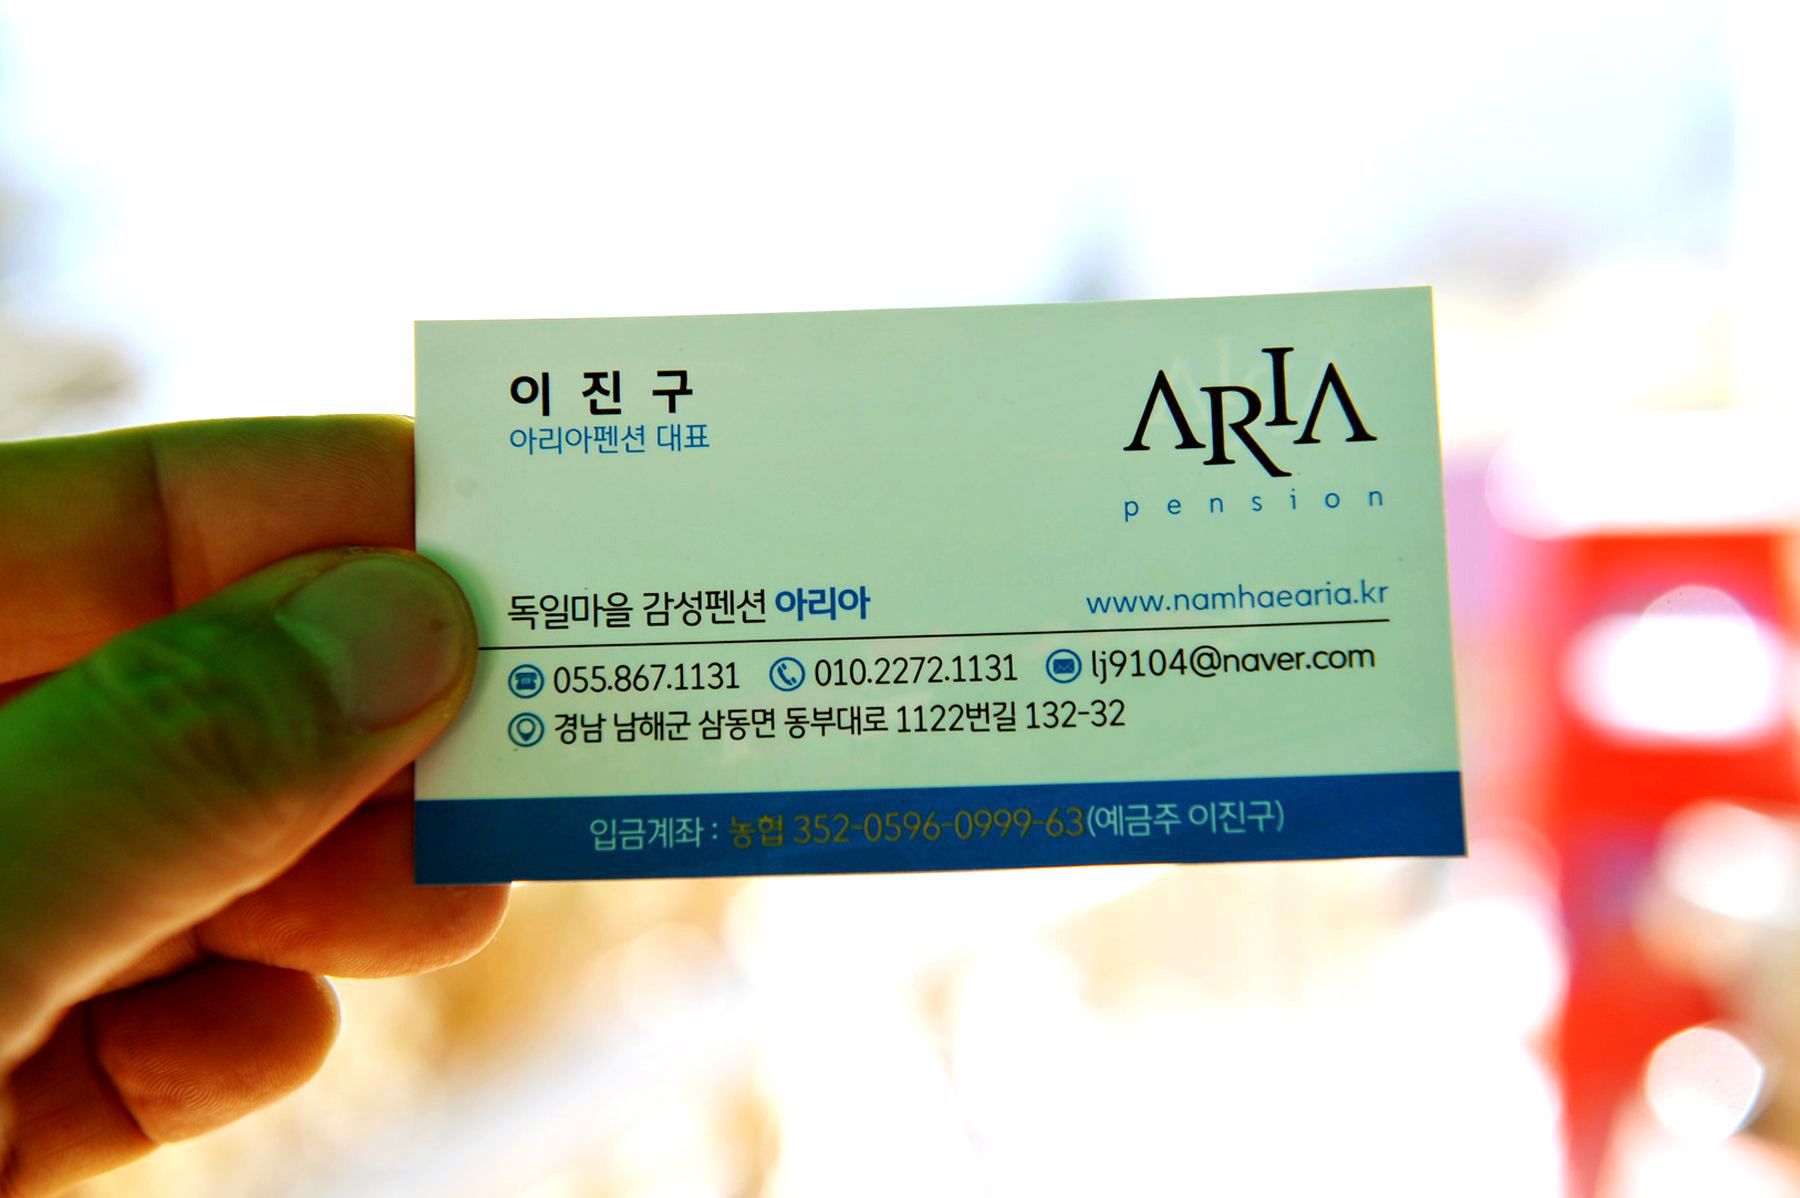 이 진 구
아리아펜션 대표
ARIA
pension
독일마을 감성펜션 아리아
www.namhaearia.kr
055.867.1131 010.2272.1131 lj9104@naver.com
경남 남해군 삼동면 동부대로 1122번길 132-32
입금계좌 : 농협 352-0596-0999-63(예금주 이진구)